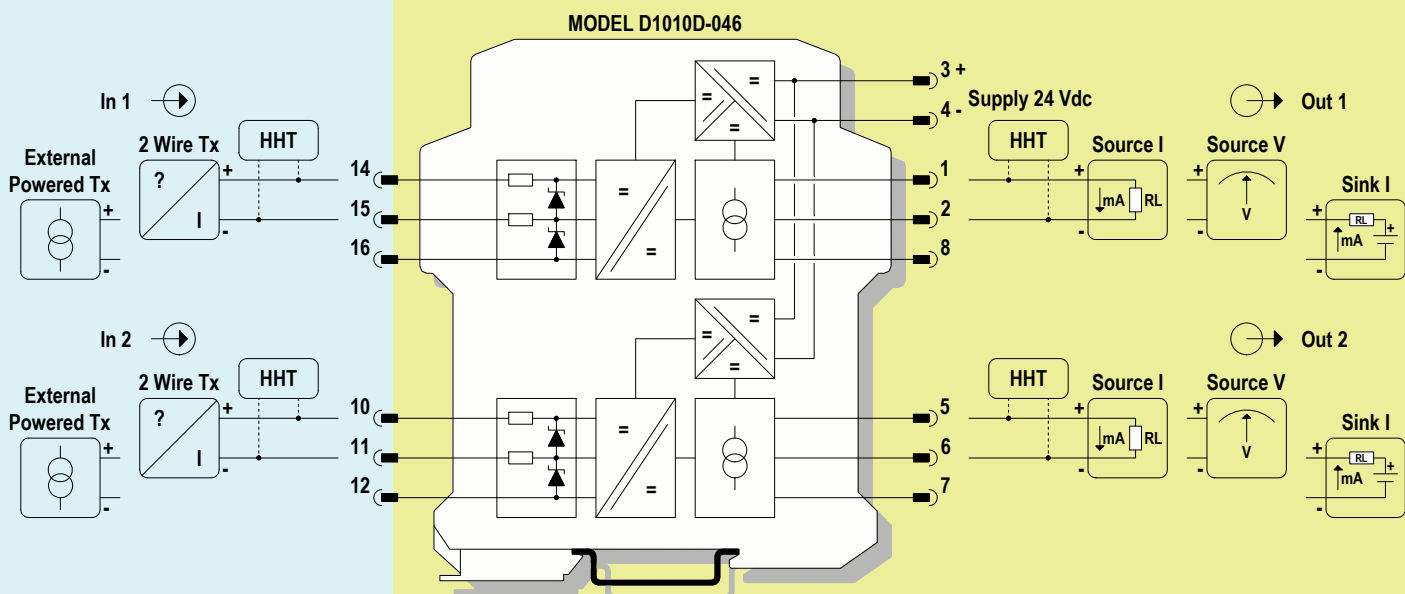 MODEL D1010D-046
In 1
3 +
4 -
Supply 24 Vdc
Out 1
External
Powered Tx
+
-
2 Wire Tx
?
I
+
-
HHT
14
15
16
=
=
=
=
=
1
2
8
HHT
Source I
+
-
mA
RL
Source V
+
-
V
Sink I
+
-
RL
mA
+
In 2
Out 2
External
Powered Tx
+
-
2 Wire Tx
?
I
+
-
HHT
10
11
12
=
=
=
=
=
5
6
7
HHT
Source I
+
-
mA
RL
Source V
+
-
V
Sink I
+
-
RL
mA
+